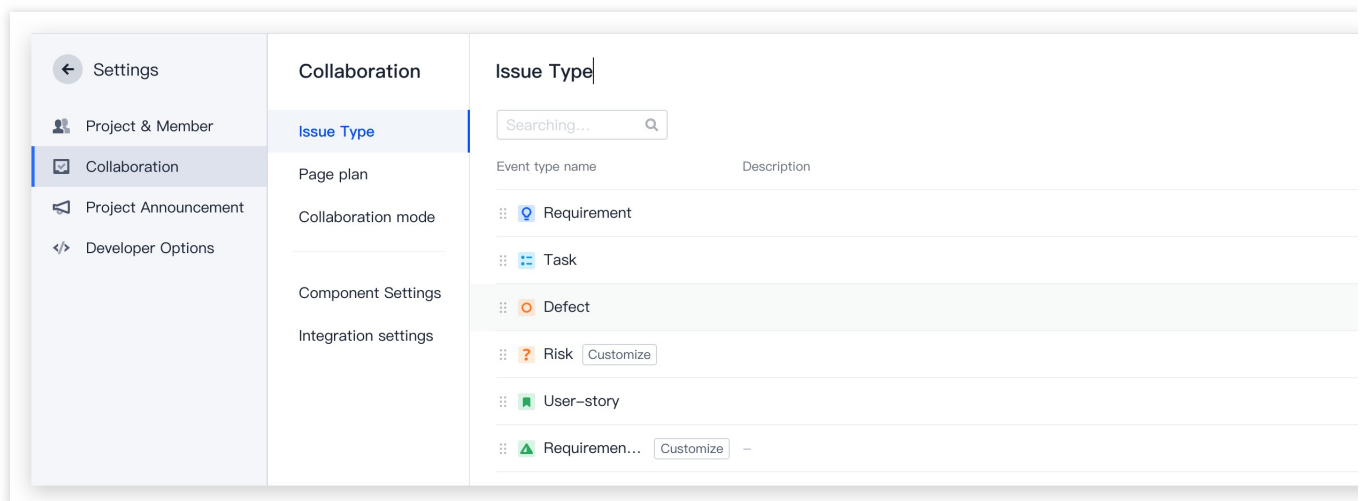 Settings
Project & Member
Collaboration
Project Announcement
Developer Options
Collaboration
Issue Type
Page plan
Collaboration mode
Component Settings
Integration settings
Issue Type
Searching...
Event type name Description
Requirement
Task
Defect
Risk Customize
User-story
Requiremen... Customize –